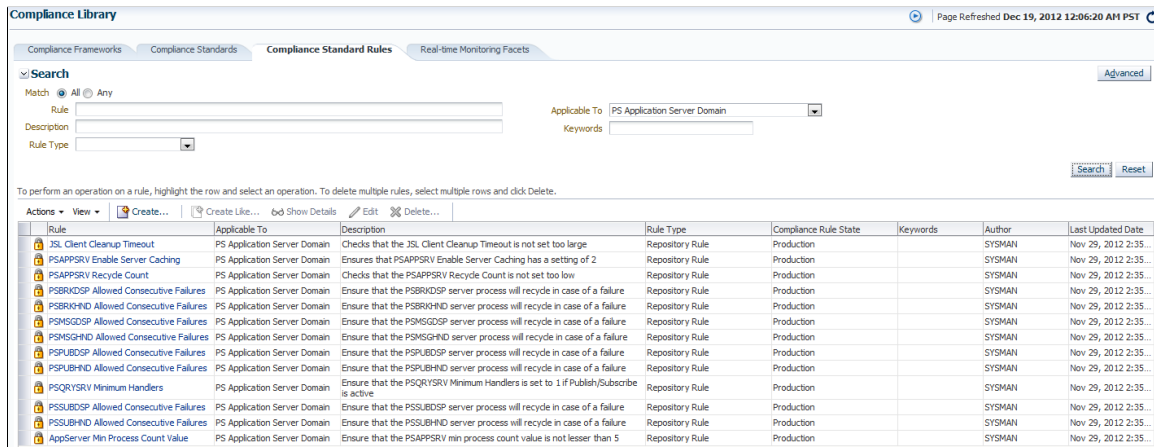 Compliance Library
Page Refreshed Dec 19, 2012 12:06:20 AM PST
Compliance Frameworks Compliance Standards Compliance Standard Rules Real-time Monitoring Facets
Search
Advanced
Match All Any
Rule
Applicable To PS Application Server Domain
Description
Keywords
Rule Type
Search Reset
To perform an operation on a rule, highlight the row and select an operation. To delete multiple rules, select multiple rows and click Delete.
Actions View Create... Create Like... Show Details Edit Delete...
Rule Applicable To Description Rule Type Compliance Rule State Keywords Author Last Updated Date
JSL Client Cleanup Timeout PS Application Server Domain Checks that the JSL Client Cleanup Timeout is not set too large Repository Rule Production SYSMAN Nov 29, 2012 2:35...
PSAPPSRV Enable Server Caching PS Application Server Domain Ensures that PSAPPSRV Enable Server Caching has a setting of 2 Repository Rule Production SYSMAN Nov 29, 2012 2:35...
PSAPPSRV Recycle Count PS Application Server Domain Checks that the PSAPPSRV Recycle Count is not set too low Repository Rule Production SYSMAN Nov 29, 2012 2:35...
PSBRKDSP Allowed Consecutive Failures PS Application Server Domain Ensure that the PSBRKDSP server process will recycle in case of a failure Repository Rule Production SYSMAN Nov 29, 2012 2:35...
PSBRKHND Allowed Consecutive Failures PS Application Server Domain Ensure that the PSBRKHND server process will recycle in case of a failure Repository Rule Production SYSMAN Nov 29, 2012 2:35...
PSMSGDSP Allowed Consecutive Failures PS Application Server Domain Ensure that the PSMSGDSP server process will recycle in case of a failure Repository Rule Production SYSMAN Nov 29, 2012 2:35...
PSMSGHND Allowed Consecutive Failures PS Application Server Domain Ensure that the PSMSGHND server process will recycle in case of a failure Repository Rule Production SYSMAN Nov 29, 2012 2:35...
PSPUBDSP Allowed Consecutive Failures PS Application Server Domain Ensure that the PSPUBDSP server process will recycle in case of a failure Repository Rule Production SYSMAN Nov 29, 2012 2:35...
PSPUBHND Allowed Consecutive Failures PS Application Server Domain Ensure that the PSPUBHND server process will recycle in case of a failure Repository Rule Production SYSMAN Nov 29, 2012 2:35...
PSQRYSRV Minimum Handlers PS Application Server Domain Ensure that the PSQRYSRV Minimum Handlers is set to 1 if Publish/Subscribe is active Repository Rule Production SYSMAN Nov 29, 2012 2:35...
PSSUBDSP Allowed Consecutive Failures PS Application Server Domain Ensure that the PSSUBDSP server process will recycle in case of a failure Repository Rule Production SYSMAN Nov 29, 2012 2:35...
PSSUBHND Allowed Consecutive Failures PS Application Server Domain Ensure that the PSSUBHND server process will recycle in case of a failure Repository Rule Production SYSMAN Nov 29, 2012 2:35...
AppServer Min Process Count Value PS Application Server Domain Ensure that the PSAPPSRV min process count value is not lesser than 5 Repository Rule Production SYSMAN Nov 29, 2012 2:35...